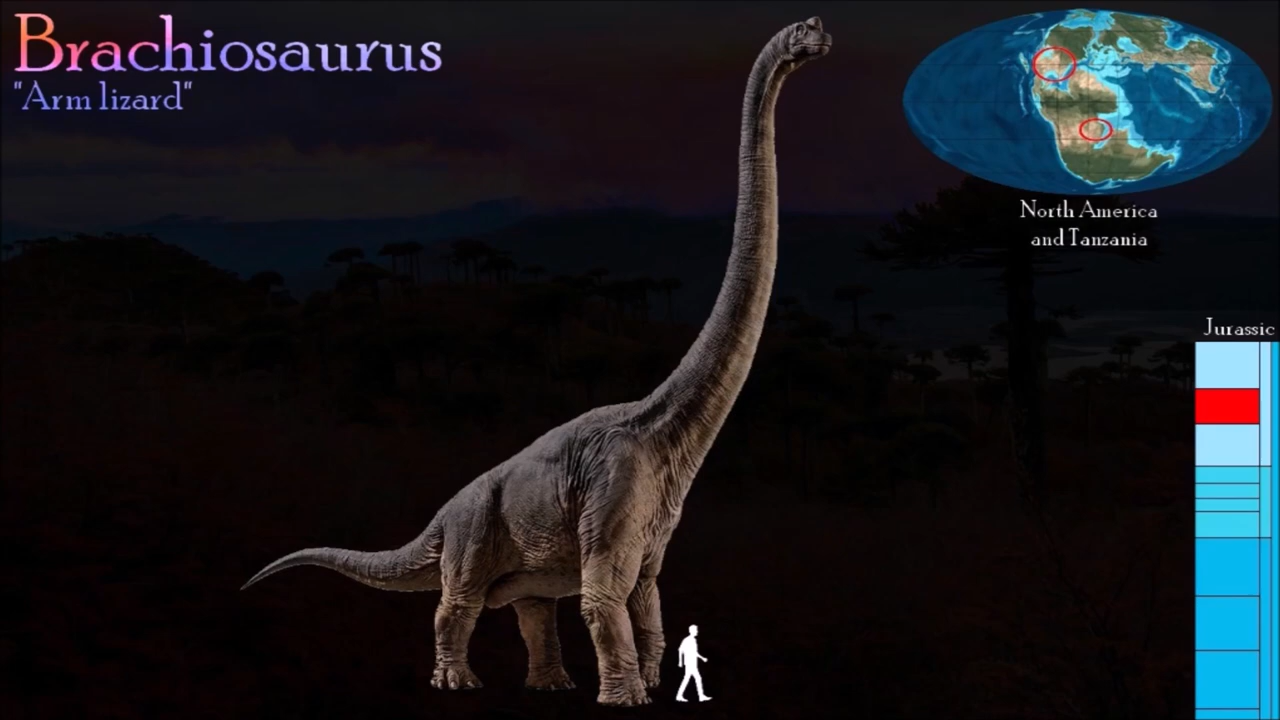 Brachiosaurus
"Arm lizard"
North America
and Tanzania
Jurassic